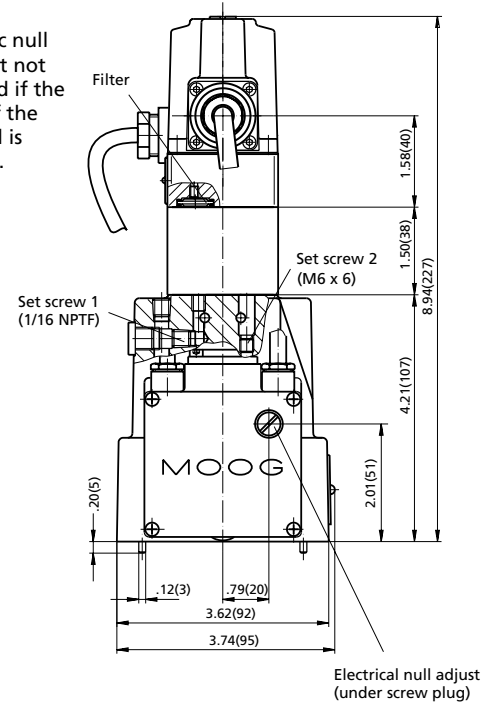 c null
t not
d if the
f the
l is
.
Filter
1.58(40)
1.50(38)
8.94(227)
Set screw 2
(M6 x 6)
Set screw 1
(1/16 NPTF)
4.21(107)
MOOG
2.01(51)
.20(5)
.12(3)
.79(20)
3.62(92)
3.74(95)
Electrical null adjust
(under screw plug)